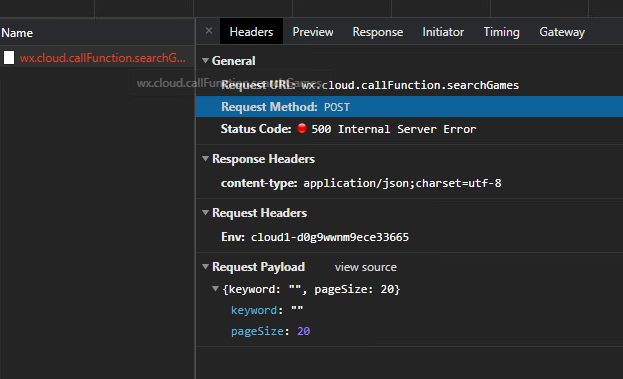 Name
× Headers Preview Response Initiator Timing Gateway
wx.cloud.callFunction.searchG...
General
wx.cloud.callFunction.searchGames
Request URL: wx.cloud.callFunction.searchGames
Request Method: POST
Status Code: 500 Internal Server Error
Response Headers
content-type: application/json;charset=utf-8
Request Headers
Env: cloud1-d0g9wwnm9ece33665
Request Payload view source
{keyword: "", pageSize: 20}
keyword: ""
pageSize: 20